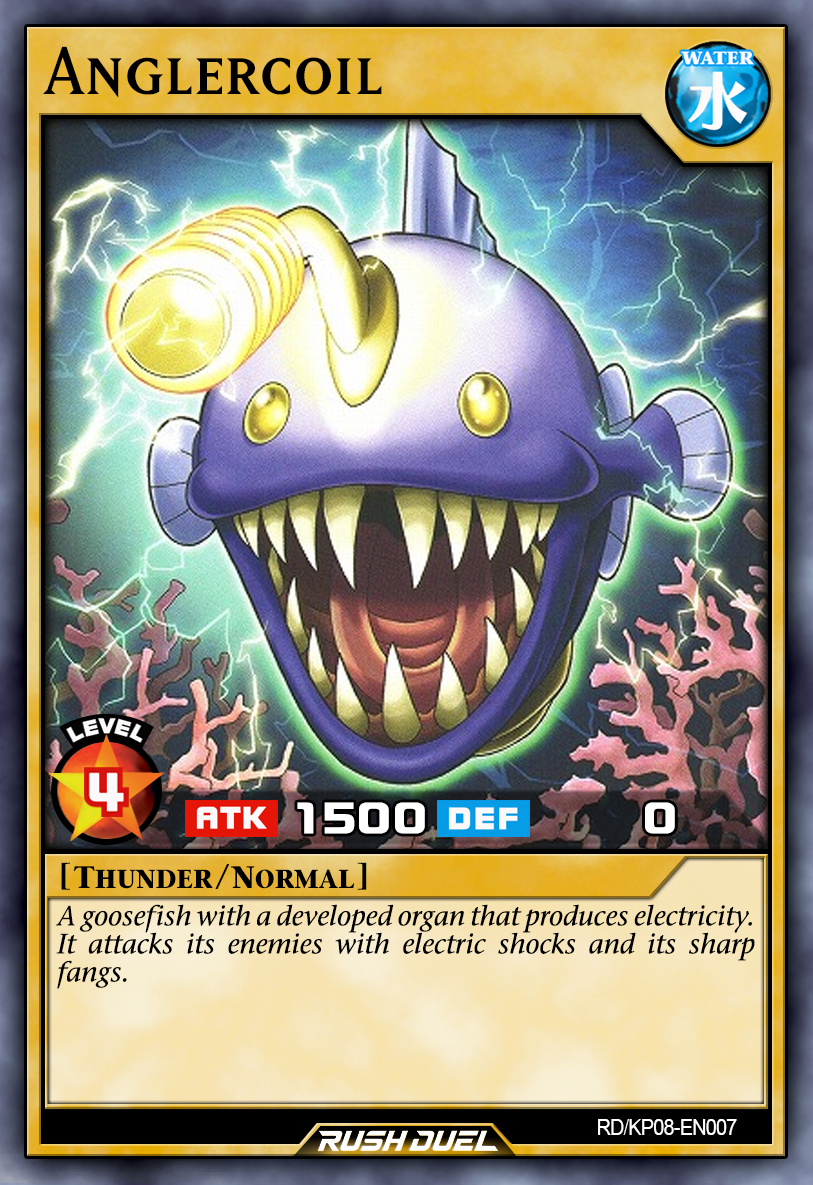 Anglercoil
WATER
水
LEVEL
4
ATK 1500 DEF 0
[Thunder/Normal]
A goosefish with a developed organ that produces electricity.
It attacks its enemies with electric shocks and its sharp
fangs.
RD/KP08-EN007
RUSH DUEL